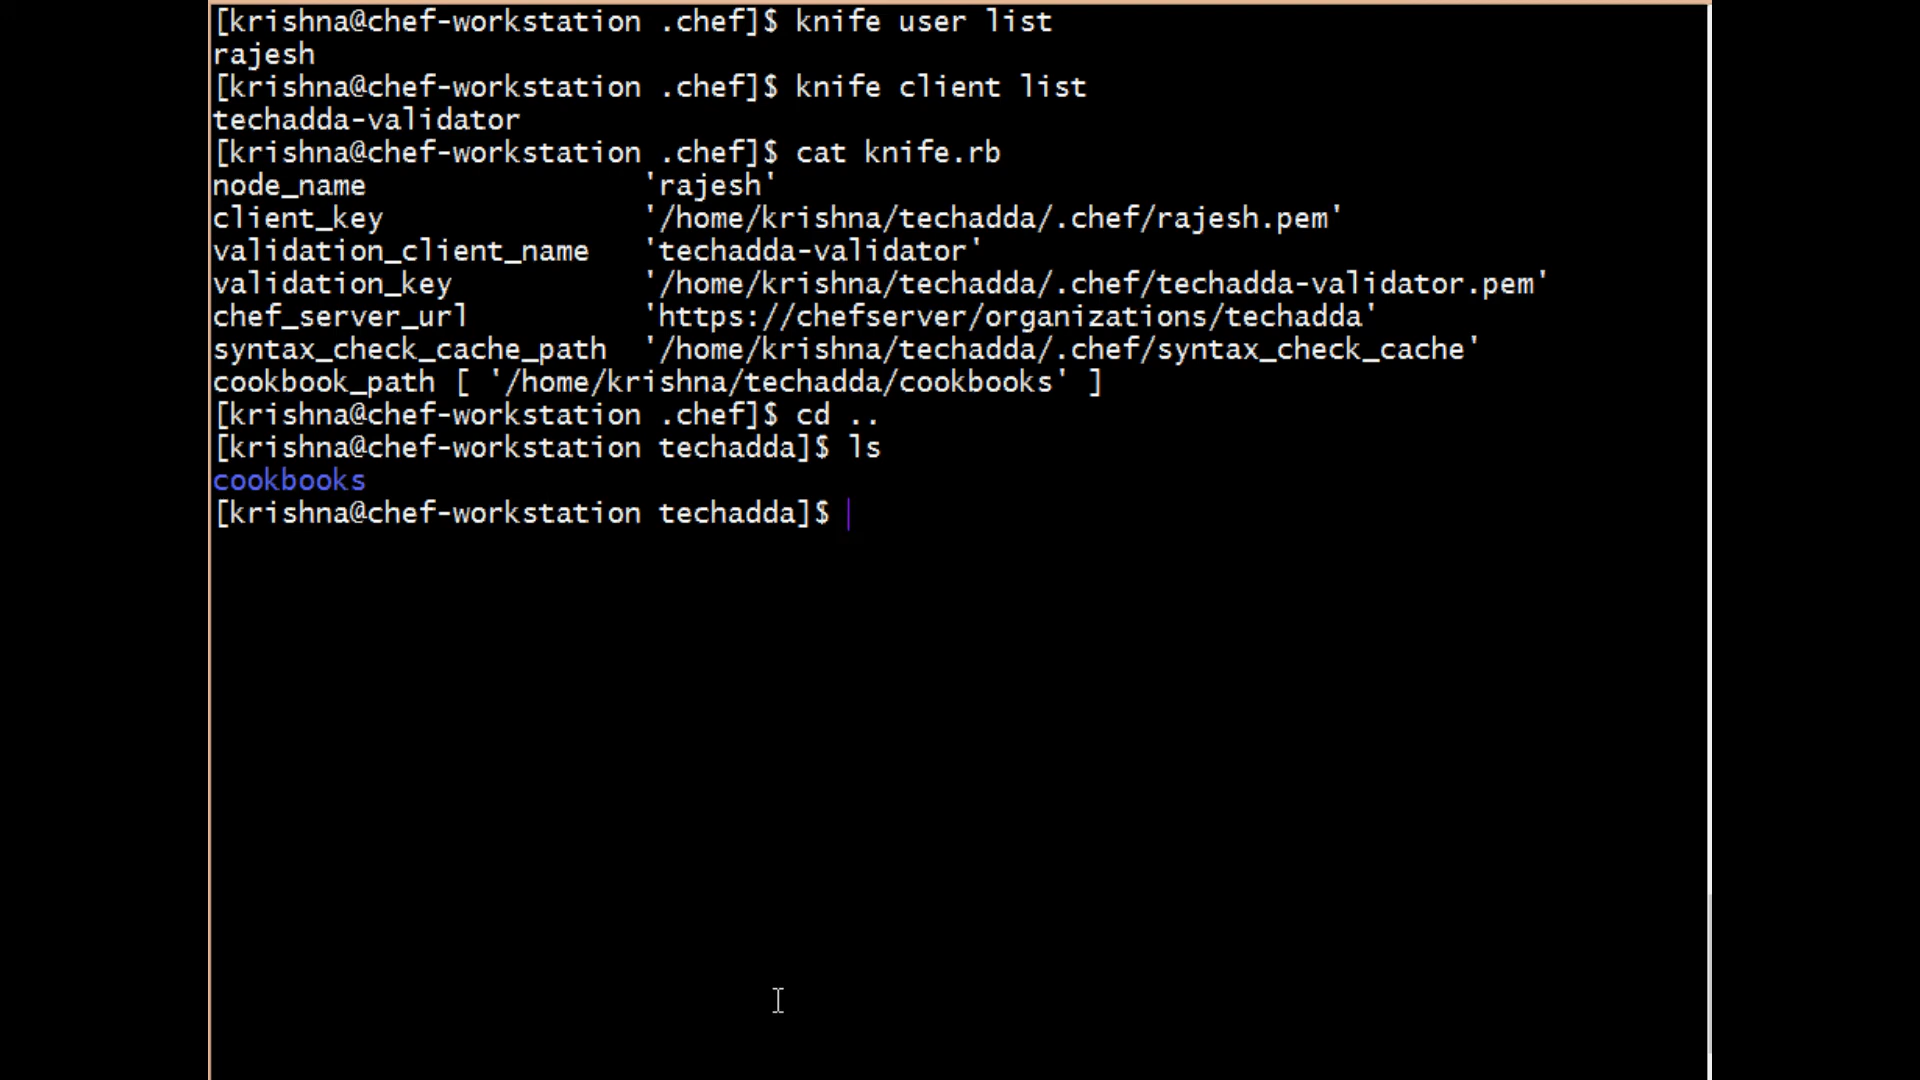 [krishna@chef-workstation .chef]$ knife user list
rajesh
[krishna@chef-workstation .chef]$ knife client list
techadda-validator
[krishna@chef-workstation .chef]$ cat knife.rb
node_name                'rajesh'
client_key               '/home/krishna/techadda/.chef/rajesh.pem'
validation_client_name   'techadda-validator'
validation_key           '/home/krishna/techadda/.chef/techadda-validator.pem'
chef_server_url          'https://chefserver/organizations/techadda'
syntax_check_cache_path  '/home/krishna/techadda/.chef/syntax_check_cache'
cookbook_path [ '/home/krishna/techadda/cookbooks' ]
[krishna@chef-workstation .chef]$ cd ..
[krishna@chef-workstation techadda]$ ls
cookbooks
[krishna@chef-workstation techadda]$